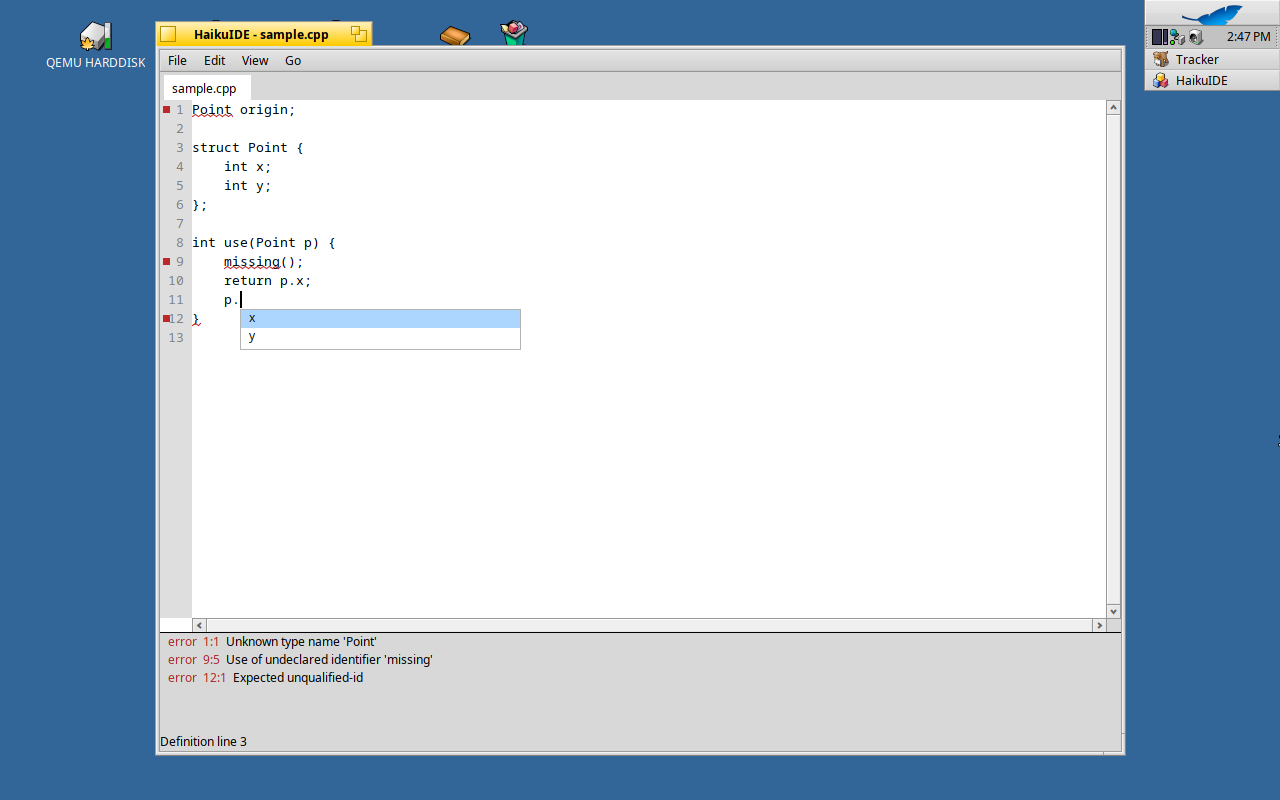 QEMU HARDDISK
HaikuIDE - sample.cpp
2:47 PM
Tracker
HaikuIDE
File Edit View Go
sample.cpp
1 Point origin;
2
3 struct Point {
4     int x;
5     int y;
6 };
7
8 int use(Point p) {
9     missing();
10     return p.x;
11     p.
12 }
13
x
y
error 1:1 Unknown type name 'Point'
error 9:5 Use of undeclared identifier 'missing'
error 12:1 Expected unqualified-id
Definition line 3